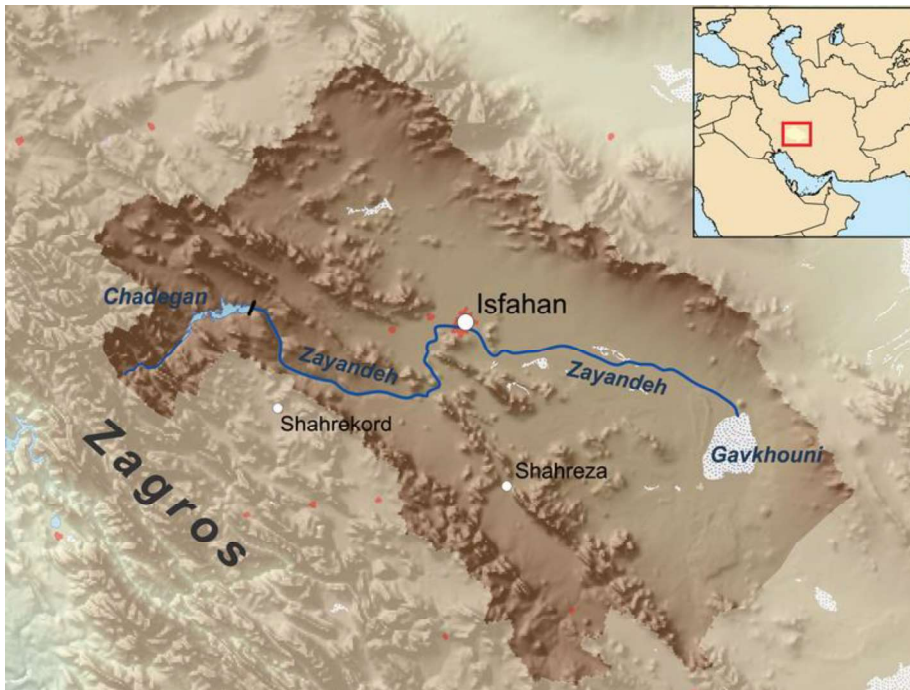 Chadegan
Isfahan
Zayandeh
Zayandeh
Shahrekord
Gavkhouni
Shahreza
Zagros